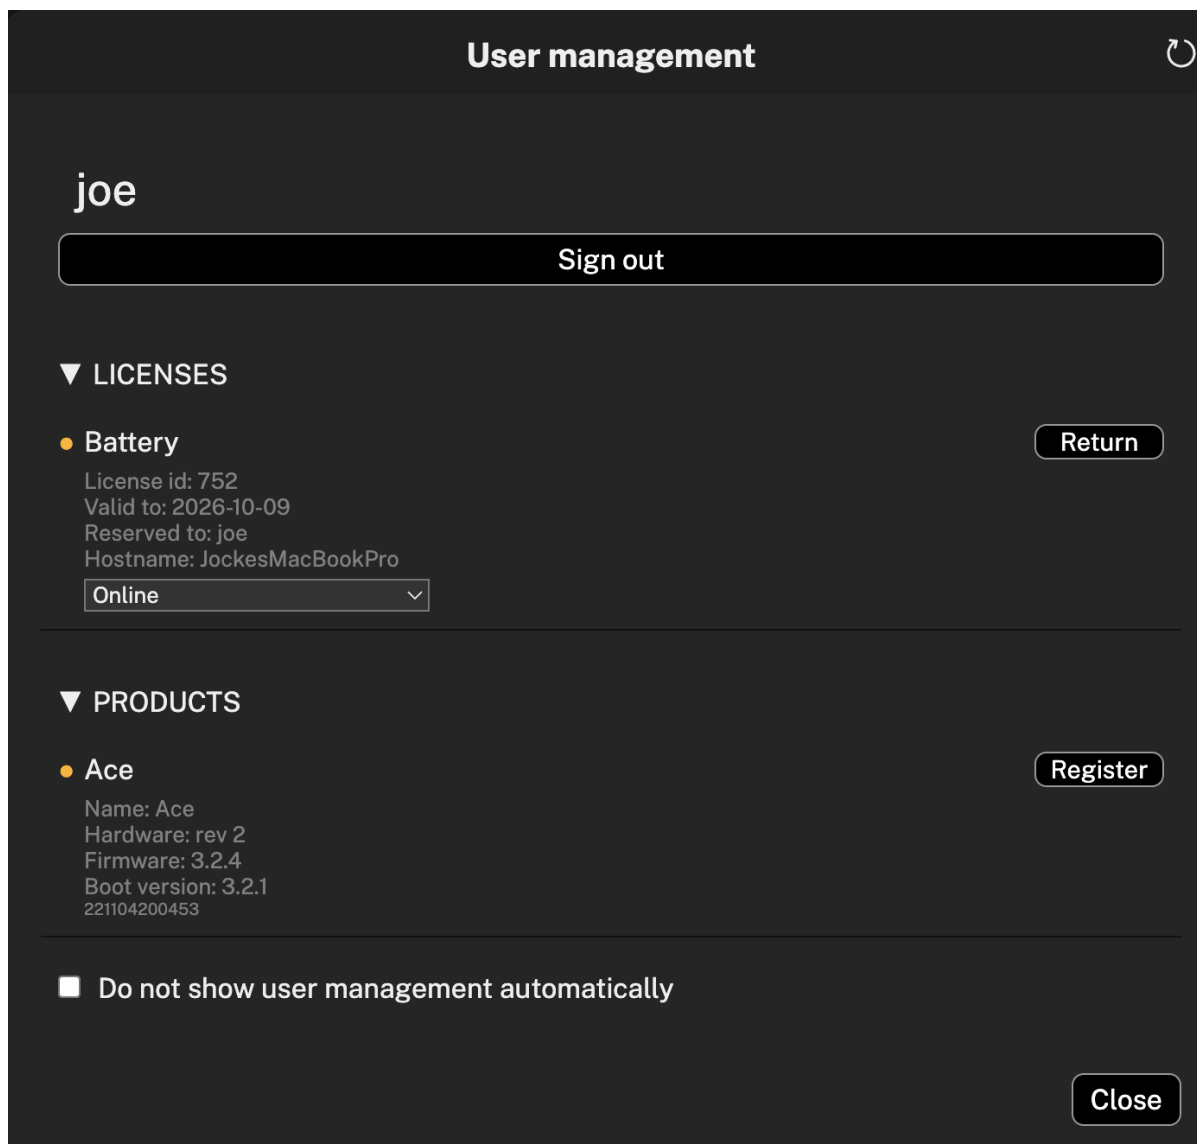 User management
joe
Sign out
▼ LICENSES
Battery
Return
License id: 752
Valid to: 2026-10-09
Reserved to: joe
Hostname: JockesMacBookPro
Online
▼ PRODUCTS
Ace
Register
Name: Ace
Hardware: rev 2
Firmware: 3.2.4
Boot version: 3.2.1
221104200453
Do not show user management automatically
Close